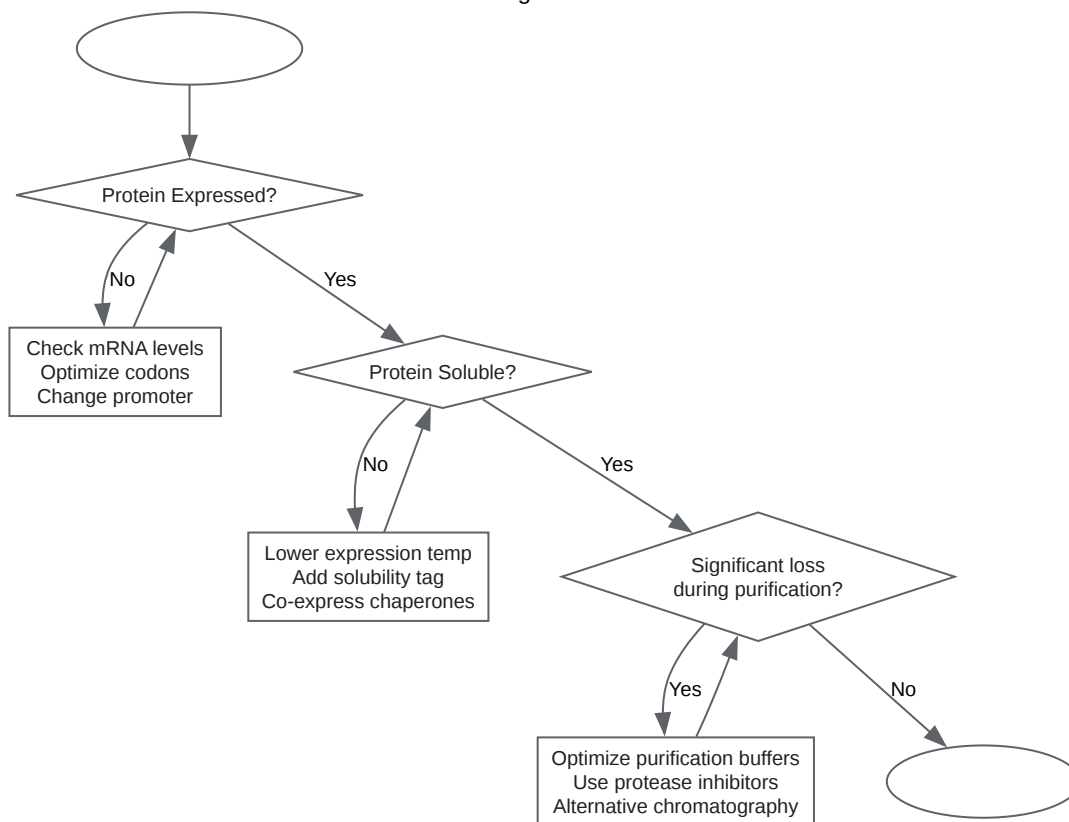 Protein Expressed?
No
Yes
Check mRNA levels
Optimize codons
Change promoter
Protein Soluble?
No
Yes
Lower expression temp
Add solubility tag
Co-express chaperones
Significant loss
during purification?
Yes
No
Optimize purification buffers
Use protease inhibitors
Alternative chromatography